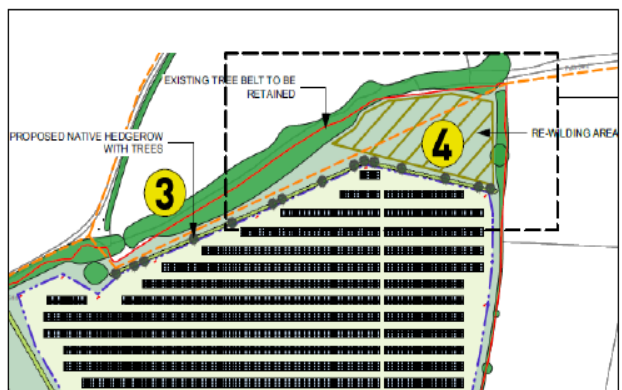 EXISTING TREE BELT TO BE
RETAINED
PROPOSED NATIVE HEDGEROW
WITH TREES
3
4
RE-WILDING AREA